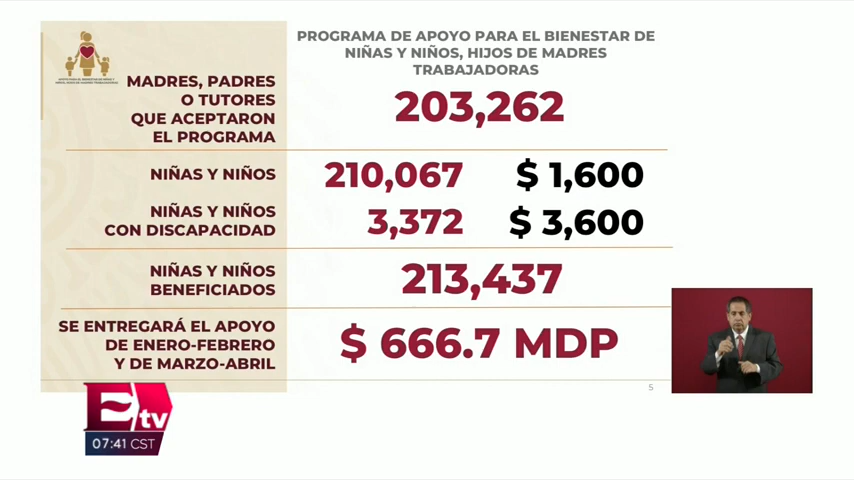 PROGRAMA DE APOYO PARA EL BIENESTAR DE
NIÑAS Y NIÑOS, HIJOS DE MADRES
TRABAJADORAS
MADRES, PADRES
O TUTORES
QUE ACEPTARON
EL PROGRAMA
203,262
NIÑAS Y NIÑOS
210,067 $ 1,600
NIÑAS Y NIÑOS
CON DISCAPACIDAD
3,372 $ 3,600
NIÑAS Y NIÑOS
BENEFICIADOS
213,437
SE ENTREGARÁ EL APOYO
DE ENERO-FEBRERO
Y DE MARZO-ABRIL
$ 666.7 MDP
5
Etv
07:41 CST